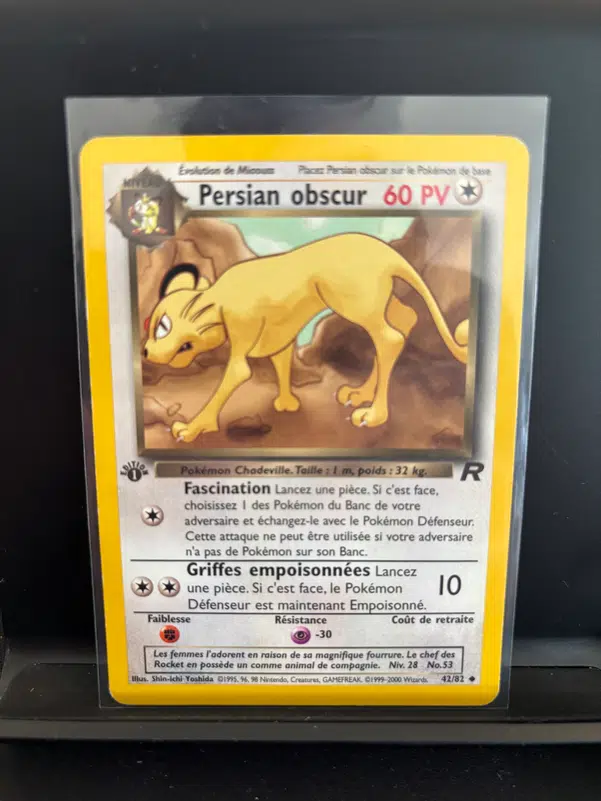 Évolution de Miaouss Placez Persian obscur sur le Pokémon de base
NIVEAU
Persian obscur 60 PV
Pokémon Chadeville. Taille : 1 m, poids : 32 kg.
EDITION
1
R
Fascination Lancez une pièce. Si c'est face,
choisissez 1 des Pokémon du Banc de votre
adversaire et échangez-le avec le Pokémon Défenseur.
Cette attaque ne peut être utilisée si votre adversaire
n'a pas de Pokémon sur son Banc.
Griffes empoisonnées Lancez
une pièce. Si c'est face, le Pokémon
Défenseur est maintenant Empoisonné.
10
Faiblesse Résistance Coût de retraite
-30
Les femmes l'adorent en raison de sa magnifique fourrure. Le chef des
Rocket en possède un comme animal de compagnie. Niv. 28 No.53
Illus. Shin-ichi Yoshida ©1995, 96, 98 Nintendo, Creatures, GAMEFREAK. ©1999-2000 Wizards. 42/82